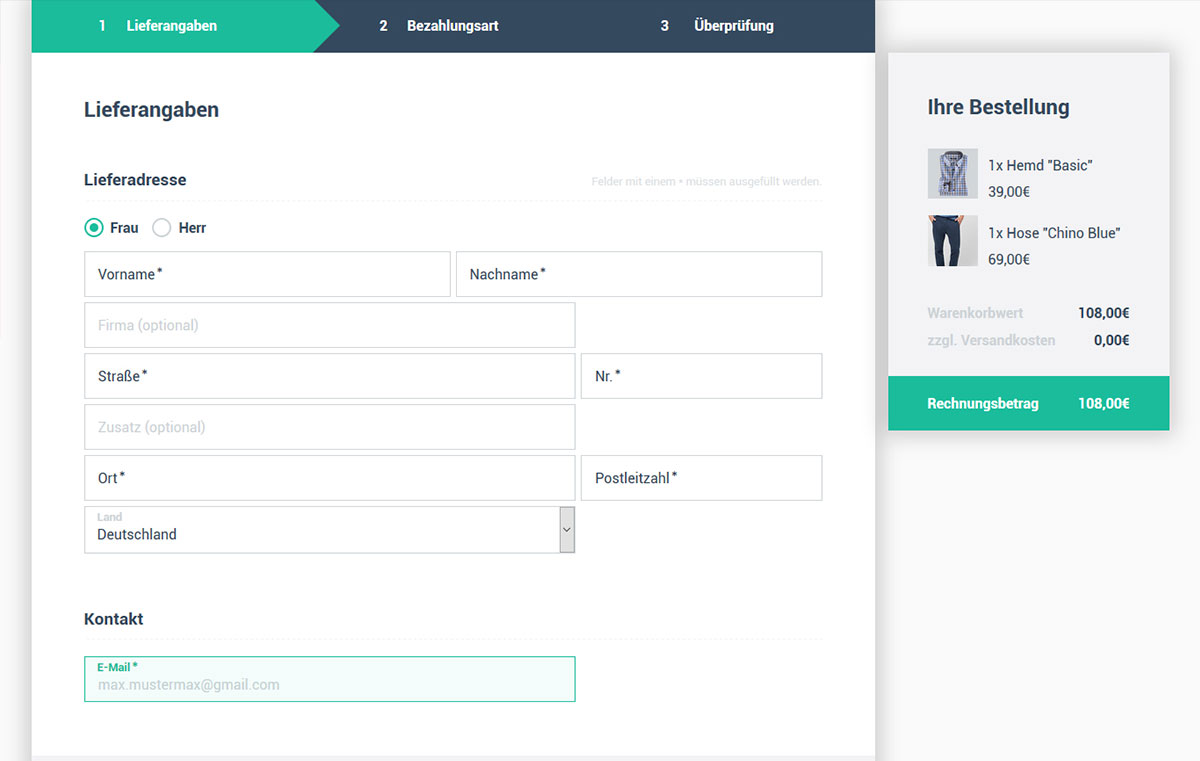 1 Lieferangaben 2 Bezahlungsart 3 Überprüfung
Lieferangaben
Lieferadresse
Felder mit einem * müssen ausgefüllt werden.
Frau Herr
Vorname* Nachname*
Firma (optional)
Straße* Nr.*
Zusatz (optional)
Ort* Postleitzahl*
Land
Deutschland
Kontakt
E-Mail*
max.mustermax@gmail.com
Ihre Bestellung
1x Hemd "Basic"
39,00€
1x Hose "Chino Blue"
69,00€
Warenkorbwert 108,00€
zzgl. Versandkosten 0,00€
Rechnungsbetrag 108,00€